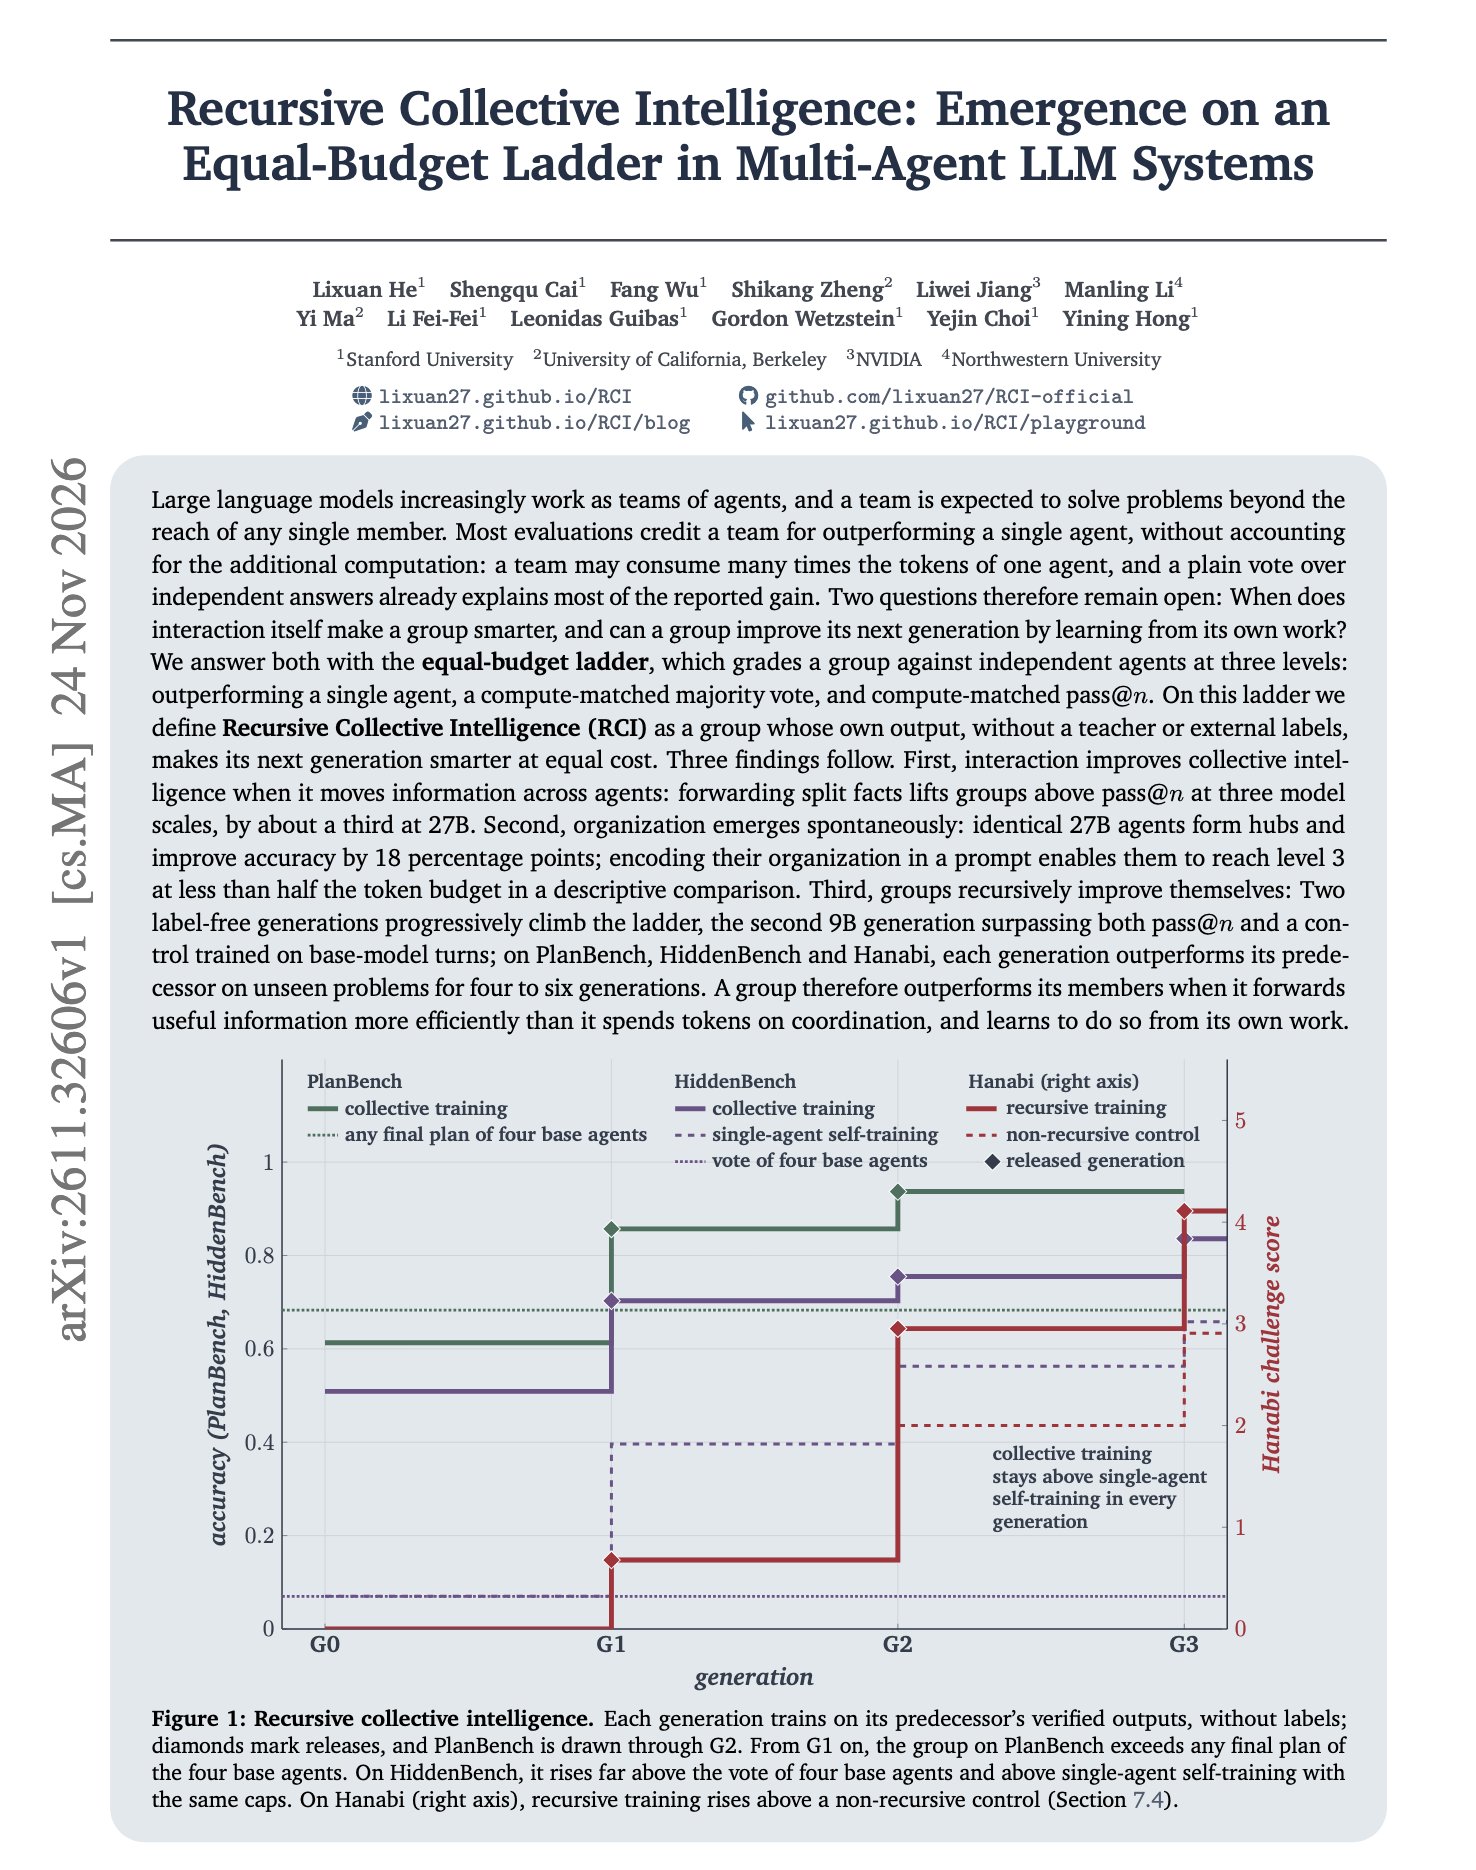 Recursive Collective Intelligence: Emergence on an
Equal-Budget Ladder in Multi-Agent LLM Systems
Lixuan He¹ Shengqu Cai¹ Fang Wu¹ Shikang Zheng² Liwei Jiang³ Manling Li⁴
Yi Ma² Li Fei-Fei¹ Leonidas Guibas¹ Gordon Wetzstein¹ Yejin Choi¹ Yining Hong¹
¹Stanford University ²University of California, Berkeley ³NVIDIA ⁴Northwestern University
lixuan27.github.io/RCI github.com/lixuan27/RCI-official
lixuan27.github.io/RCI/blog lixuan27.github.io/RCI/playground
arXiv:2611.32606v1 [cs.MA] 24 Nov 2026
Large language models increasingly work as teams of agents, and a team is expected to solve problems beyond the
reach of any single member. Most evaluations credit a team for outperforming a single agent, without accounting
for the additional computation: a team may consume many times the tokens of one agent, and a plain vote over
independent answers already explains most of the reported gain. Two questions therefore remain open: When does
interaction itself make a group smarter, and can a group improve its next generation by learning from its own work?
We answer both with the equal-budget ladder, which grades a group against independent agents at three levels:
outperforming a single agent, a compute-matched majority vote, and compute-matched pass@n. On this ladder we
define Recursive Collective Intelligence (RCI) as a group whose own output, without a teacher or external labels,
makes its next generation smarter at equal cost. Three findings follow. First, interaction improves collective intel-
ligence when it moves information across agents: forwarding split facts lifts groups above pass@n at three model
scales, by about a third at 27B. Second, organization emerges spontaneously: identical 27B agents form hubs and
improve accuracy by 18 percentage points; encoding their organization in a prompt enables them to reach level 3
at less than half the token budget in a descriptive comparison. Third, groups recursively improve themselves: Two
label-free generations progressively climb the ladder, the second 9B generation surpassing both pass@n and a con-
trol trained on base-model turns; on PlanBench, HiddenBench and Hanabi, each generation outperforms its prede-
cessor on unseen problems for four to six generations. A group therefore outperforms its members when it forwards
useful information more efficiently than it spends tokens on coordination, and learns to do so from its own work.
PlanBench HiddenBench Hanabi (right axis)
collective training collective training recursive training
any final plan of four base agents single-agent self-training non-recursive control
vote of four base agents released generation
accuracy (PlanBench, HiddenBench)
1
0.8
0.6
0.4
0.2
0
5
4
3
2
1
0
Hanabi challenge score
collective training
stays above single-agent
self-training in every
generation
G0 G1 G2 G3
generation
Figure 1: Recursive collective intelligence. Each generation trains on its predecessor's verified outputs, without labels;
diamonds mark releases, and PlanBench is drawn through G2. From G1 on, the group on PlanBench exceeds any final plan of
the four base agents. On HiddenBench, it rises far above the vote of four base agents and above single-agent self-training with
the same caps. On Hanabi (right axis), recursive training rises above a non-recursive control (Section 7.4).